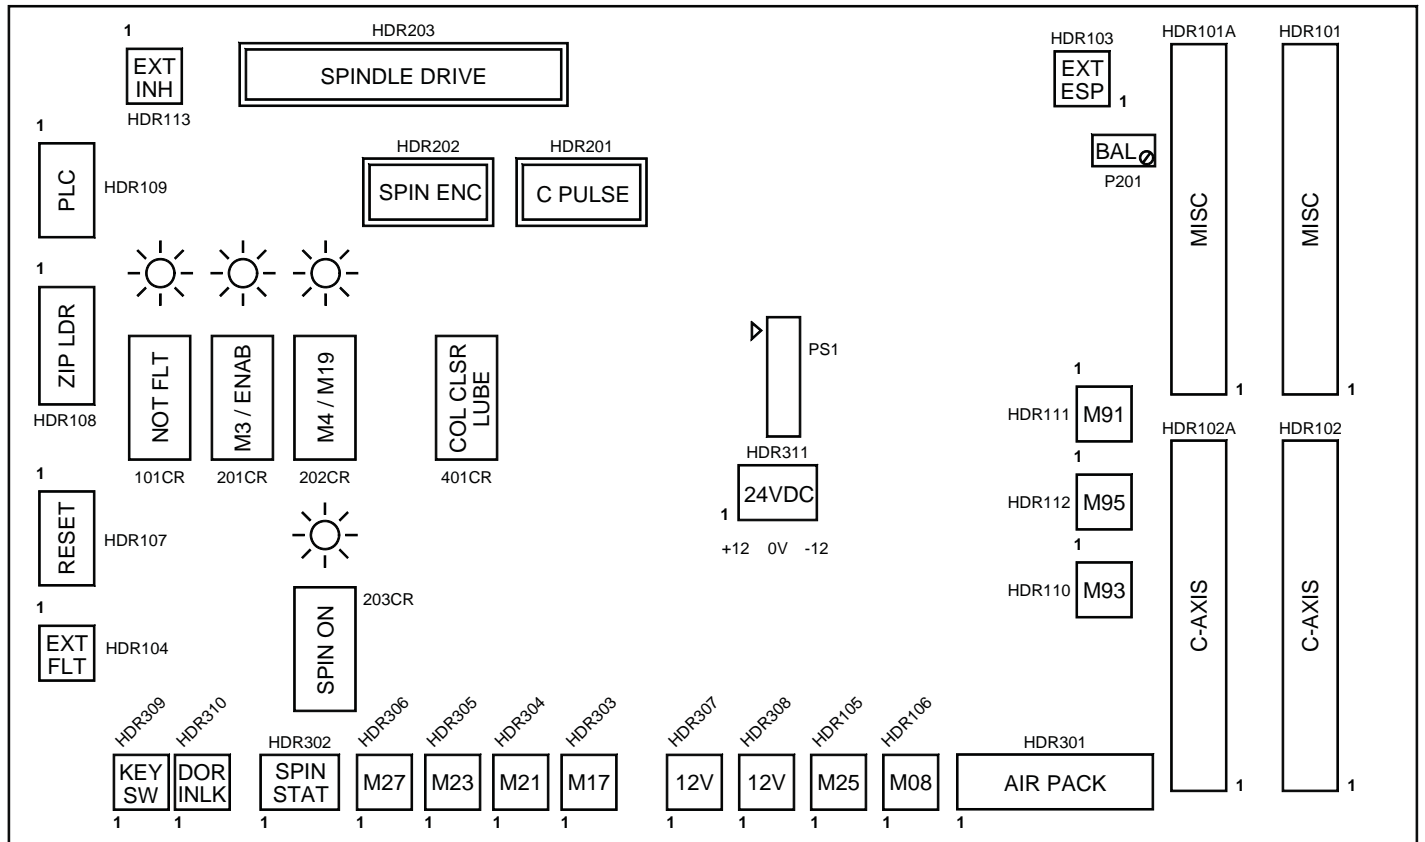 HDR203
HDR101A
HDR101
1
EXT
INH
HDR113
SPINDLE DRIVE
HDR103
EXT
ESP
1
1
PLC
HDR109
HDR202
SPIN ENC
HDR201
C PULSE
BAL
P201
MISC
1
MISC
1
1
ZIP LDR
HDR108
NOT FLT
101CR
M3 / ENAB
201CR
M4 / M19
202CR
COL CLSR
LUBE
401CR
PS1
HDR311
24VDC
1
+12 0V -12
1
HDR111
M91
1
HDR112
M95
1
HDR110
M93
HDR102A
C-AXIS
1
HDR102
C-AXIS
1
1
RESET
HDR107
1
EXT
FLT
HDR104
203CR
SPIN ON
HDR309
KEY
SW
1
HDR310
DOR
INLK
1
HDR302
SPIN
STAT
1
HDR306
M27
1
HDR305
M23
1
HDR304
M21
1
HDR303
M17
1
HDR307
12V
1
HDR308
12V
1
HDR105
M25
1
HDR106
M08
1
HDR301
AIR PACK
1